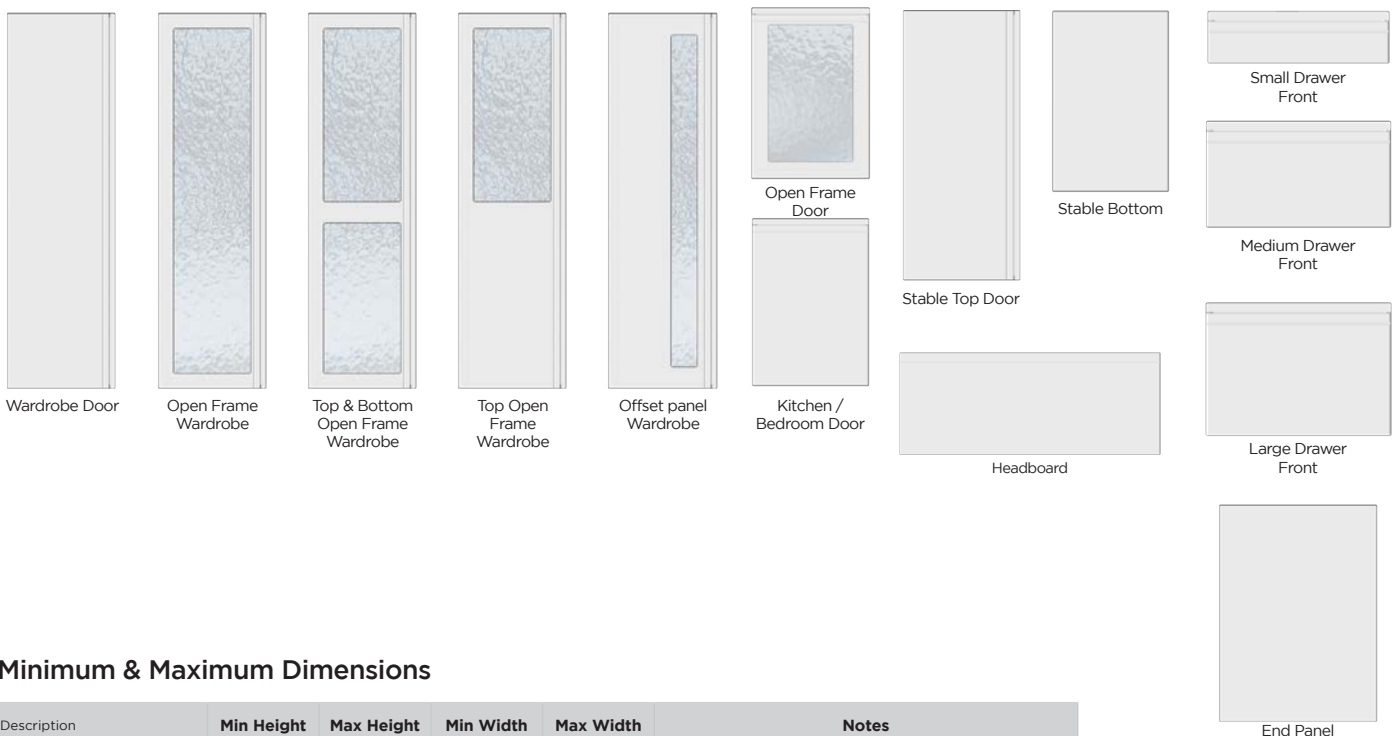 Small Drawer
Front
Open Frame
Door
Stable Bottom
Medium Drawer
Front
Stable Top Door
Wardrobe Door
Open Frame
Wardrobe
Top & Bottom
Open Frame
Wardrobe
Top Open
Frame
Wardrobe
Offset panel
Wardrobe
Kitchen /
Bedroom Door
Headboard
Large Drawer
Front
End Panel
Minimum & Maximum Dimensions
Description Min Height Max Height Min Width Max Width Notes